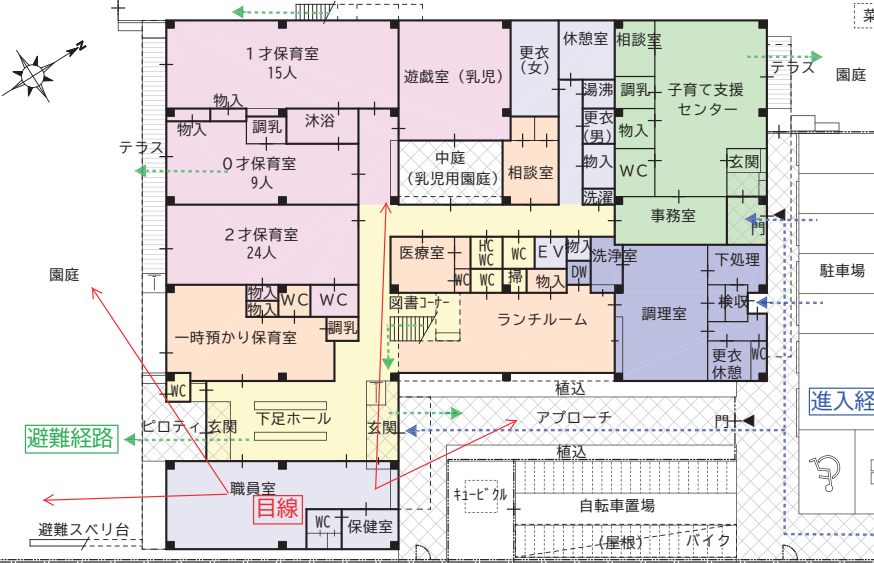 菜
N
1才保育室
15人
遊戯室（乳児）
更衣
(女)
休憩室
相談室
子育て支援
センター
テラス
園庭
物入
物入
調乳
沐浴
湯沸
調乳
更衣
(男)
物入
テラス
0才保育室
9人
中庭
(乳児用園庭)
相談室
物入
WC
玄関
洗濯
事務室
門
2才保育室
24人
医療室
HC
WC
WC
EV
物入
洗浄室
下処理
園庭
WC
WC
掃
物入
DW
駐車場
物入
物入
WC
WC
図書コーナー
ランチルーム
調理室
検収
一時預かり保育室
調乳
更衣
休憩
WC
WC
植込
進入経
下足ホール
ピロティ
玄関
玄関
アプローチ
門
避難経路
植込
職員室
目線
キュービクル
自転車置場
避難スベリ台
WC
保健室
(屋根)
バイク